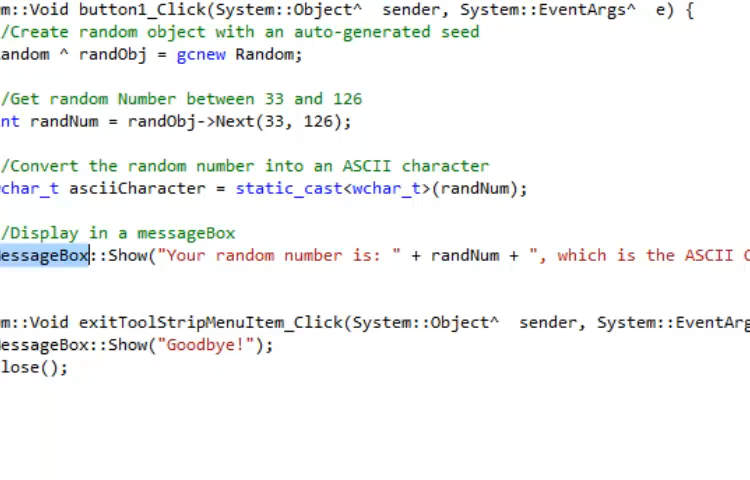 m::Void button1_Click(System::Object^  sender, System::EventArgs^  e) {
/Create random object with an auto-generated seed
andom ^ randObj = gcnew Random;
/Get random Number between 33 and 126
nt randNum = randObj->Next(33, 126);
/Convert the random number into an ASCII character
wchar_t asciiCharacter = static_cast<wchar_t>(randNum);
/Display in a messageBox
essageBox::Show("Your random number is: " + randNum + ", which is the ASCII C
m::Void exitToolStripMenuItem_Click(System::Object^  sender, System::EventArg
essageBox::Show("Goodbye!");
lose();